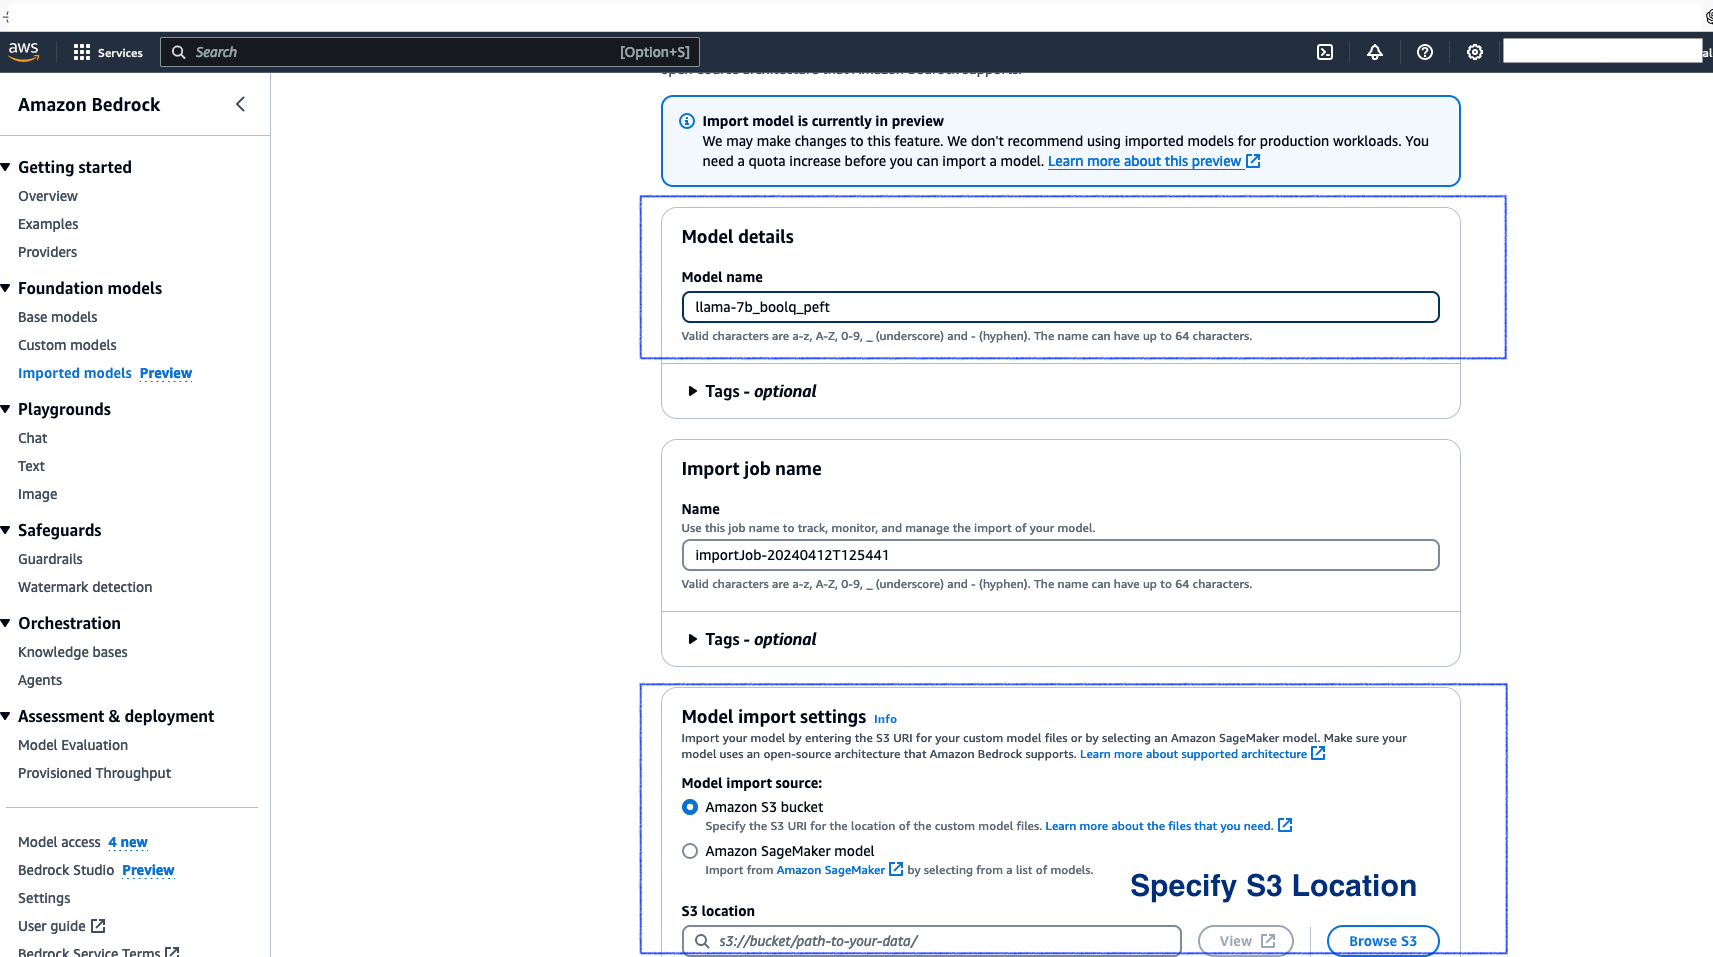 aws
Services
Search
[Option+S]
Amazon Bedrock
Getting started
Overview
Examples
Providers
Foundation models
Base models
Custom models
Imported models Preview
Playgrounds
Chat
Text
Image
Safeguards
Guardrails
Watermark detection
Orchestration
Knowledge bases
Agents
Assessment & deployment
Model Evaluation
Provisioned Throughput
Model access 4 new
Bedrock Studio Preview
Settings
User guide
Bedrock Service Terms
open-source architecture that Amazon Bedrock supports.
Import model is currently in preview
We may make changes to this feature. We don't recommend using imported models for production workloads. You
need a quota increase before you can import a model. Learn more about this preview
Model details
Model name
llama-7b_boolq_peft
Valid characters are a-z, A-Z, 0-9, _ (underscore) and - (hyphen). The name can have up to 64 characters.
Tags - optional
Import job name
Name
Use this job name to track, monitor, and manage the import of your model.
importJob-20240412T125441
Valid characters are a-z, A-Z, 0-9, _ (underscore) and - (hyphen). The name can have up to 64 characters.
Tags - optional
Model import settings Info
Import your model by entering the S3 URI for your custom model files or by selecting an Amazon SageMaker model. Make sure your
model uses an open-source architecture that Amazon Bedrock supports. Learn more about supported architecture
Model import source:
Amazon S3 bucket
Specify the S3 URI for the location of the custom model files. Learn more about the files that you need.
Amazon SageMaker model
Import from Amazon SageMaker by selecting from a list of models.
Specify S3 Location
S3 location
s3://bucket/path-to-your-data/
View
Browse S3